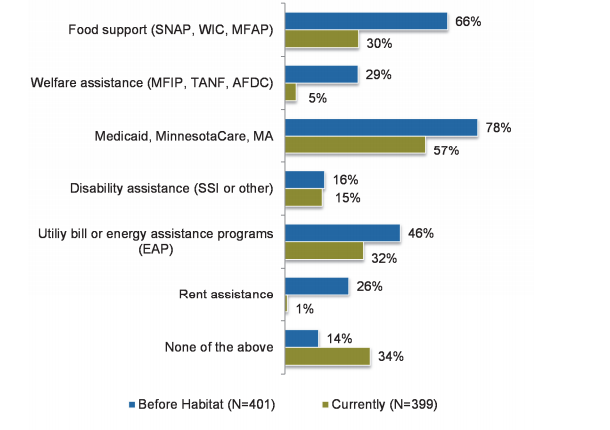 Food support (SNAP, WIC, MFAP)
66%
30%
Welfare assistance (MFIP, TANF, AFDC)
29%
5%
Medicaid, MinnesotaCare, MA
78%
57%
Disability assistance (SSI or other)
16%
15%
Utiliy bill or energy assistance programs
(EAP)
46%
32%
Rent assistance
26%
1%
None of the above
14%
34%
Before Habitat (N=401) Currently (N=399)